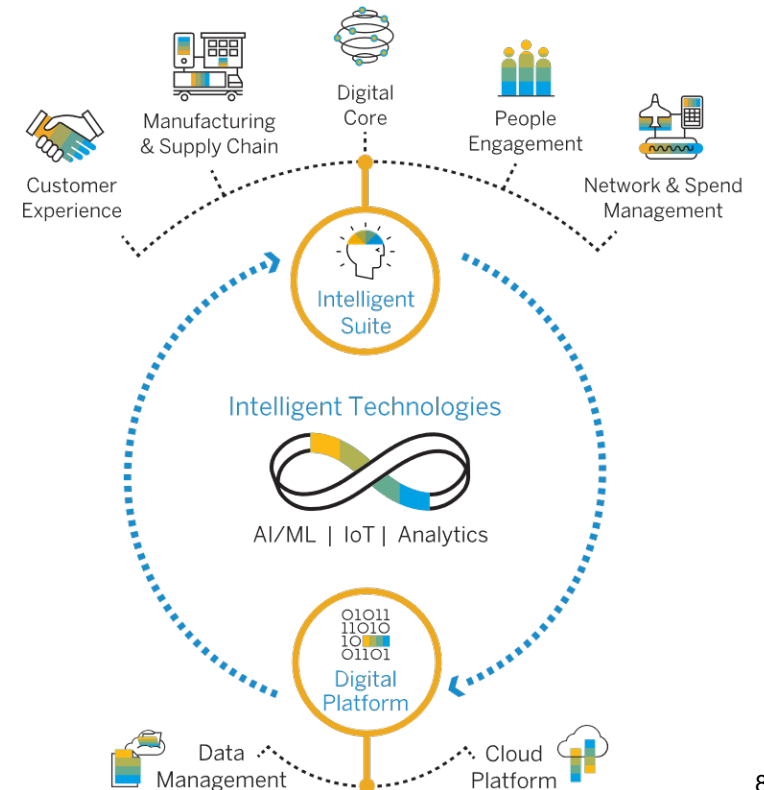 Digital
Core
Manufacturing
& Supply Chain
People
Engagement
Customer
Experience
Network & Spend
Management
Intelligent
Suite
Intelligent Technologies
AI/ML | IoT | Analytics
01011
11010
10
01101
Digital
Platform
Data
Management
Cloud
Platform
8